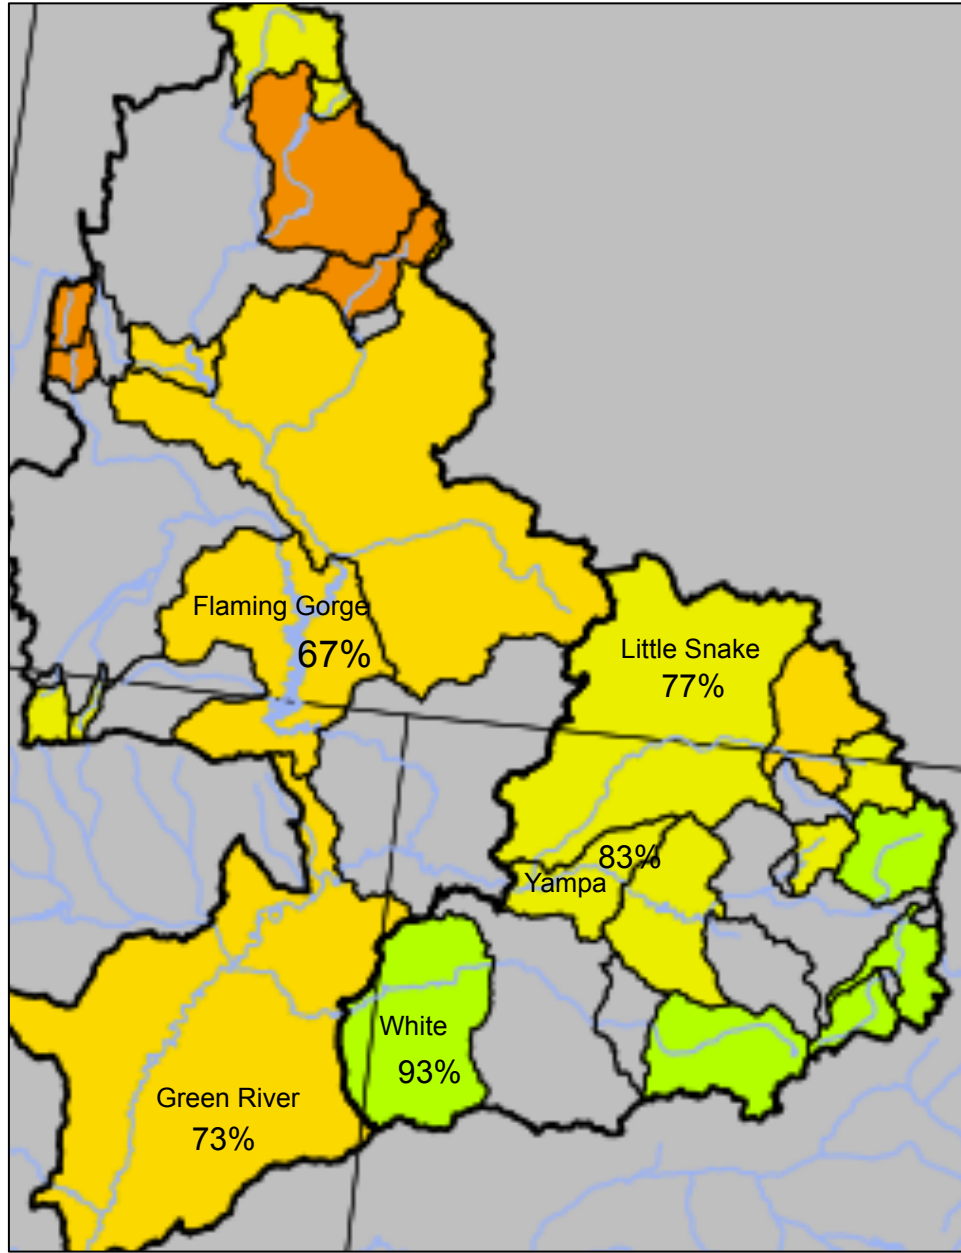 Flaming Gorge
67%
Little Snake
77%
83%
Yampa
White
93%
Green River
73%